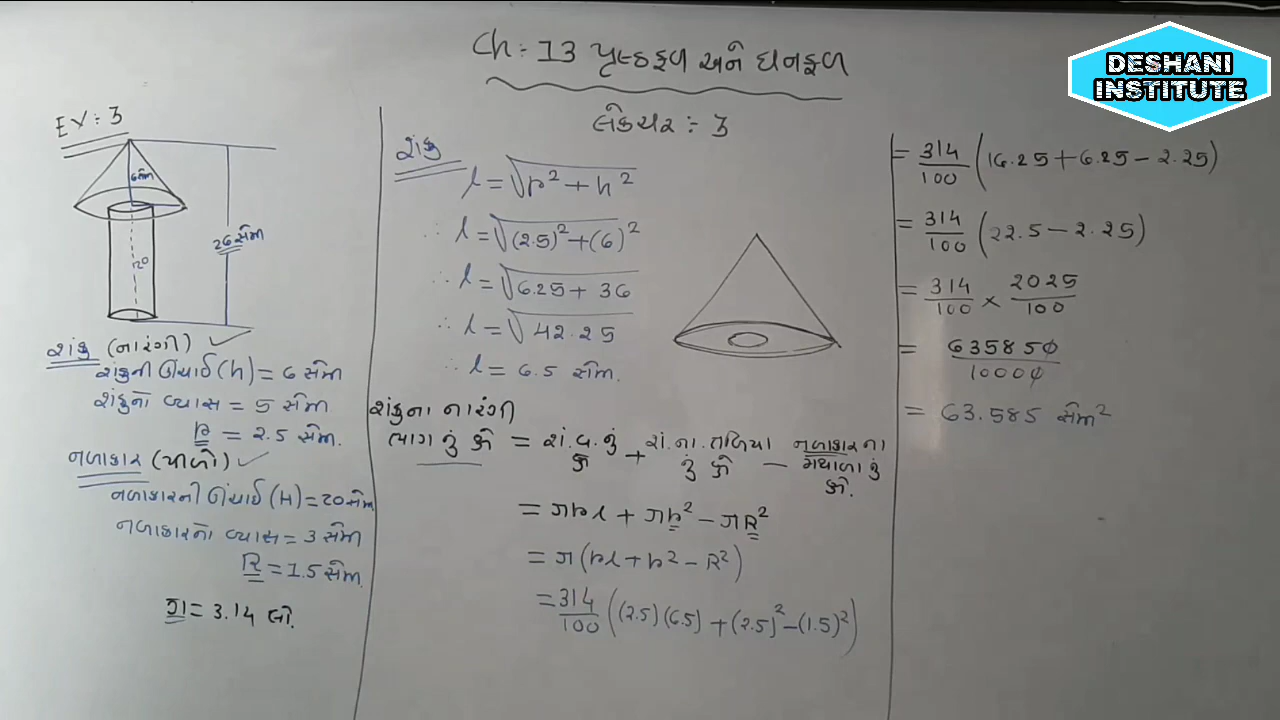 Ch :- 13 પૃષ્ઠફળ અને ઘનફળ
DESHANI
INSTITUTE
લેક્ચર :- 3
EX :- 3
6 સેમી
26 સેમી
20
શંકુ (નારંગી) ✓
શંકુની ઊંચાઈ (h) = 6 સેમી
શંકુનો વ્યાસ = 5 સેમી
r = 2.5 સેમી.
નળાકાર (પીળો) ✓
નળાકારની ઊંચાઈ (H) = 20 સેમી
નળાકારનો વ્યાસ = 3 સેમી
R = 1.5 સેમી.
π = 3.14 લો.
શંકુ
l = √r² + h²
∴ l = √(2.5)² + (6)²
∴ l = √6.25 + 36
∴ l = √42.25
∴ l = 6.5 સેમી.
શંકુના નારંગી
ભાગ નું ક્ષે = શં. વ. નું ક્ષે + શં. ના. તળિયા નું ક્ષે − નળાકારના મથાળા નું ક્ષે.
= πrl + πr² − πR²
= π(rl + r² − R²)
= 314/100 ((2.5)(6.5) + (2.5)² − (1.5)²)
= 314/100 (16.25 + 6.25 − 2.25)
= 314/100 (22.5 − 2.25)
= 314/100 × 2025/100
= 635850/10000
= 63.585 સેમી²